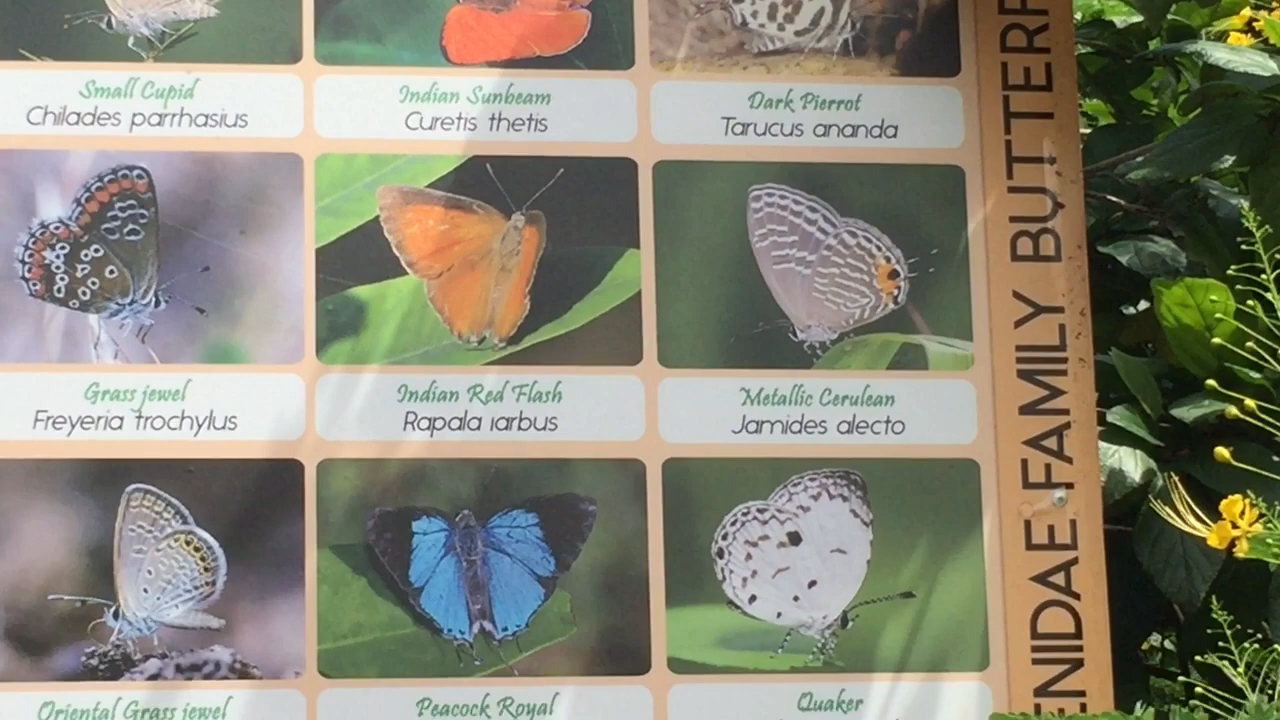 Small Cupid
Chilades parrhasius
Indian Sunbeam
Curetis thetis
Dark Pierrot
Tarucus ananda
Grass jewel
Freyeria trochylus
Indian Red Flash
Rapala iarbus
Metallic Cerulean
Jamides alecto
Oriental Grass jewel
Peacock Royal
Quaker
ENIDAE FAMILY BUTTERF